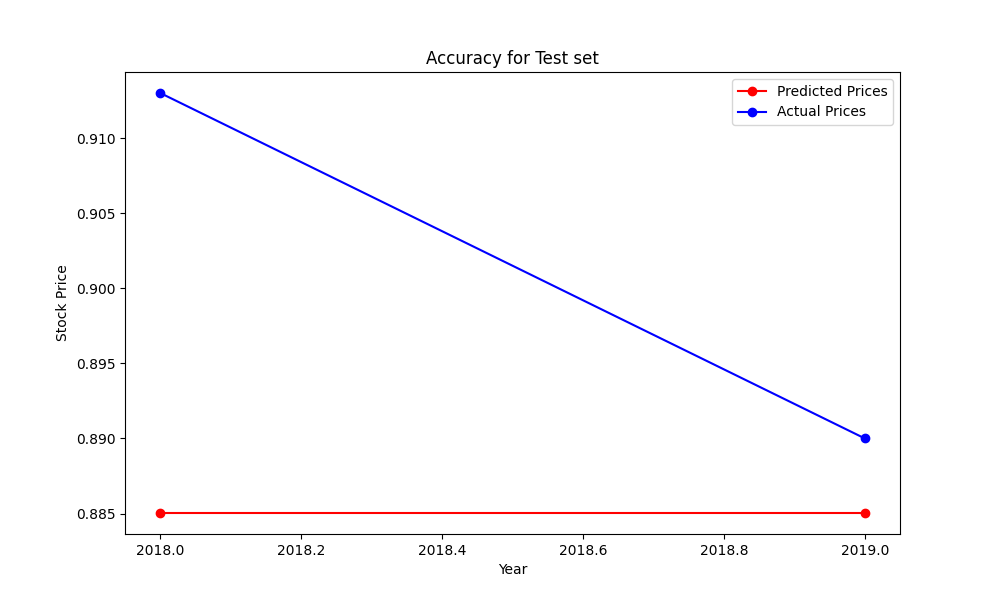 Accuracy for Test set
Predicted Prices
Actual Prices
Stock Price
0.910
0.905
0.900
0.895
0.890
0.885
2018.0 2018.2 2018.4 2018.6 2018.8 2019.0
Year